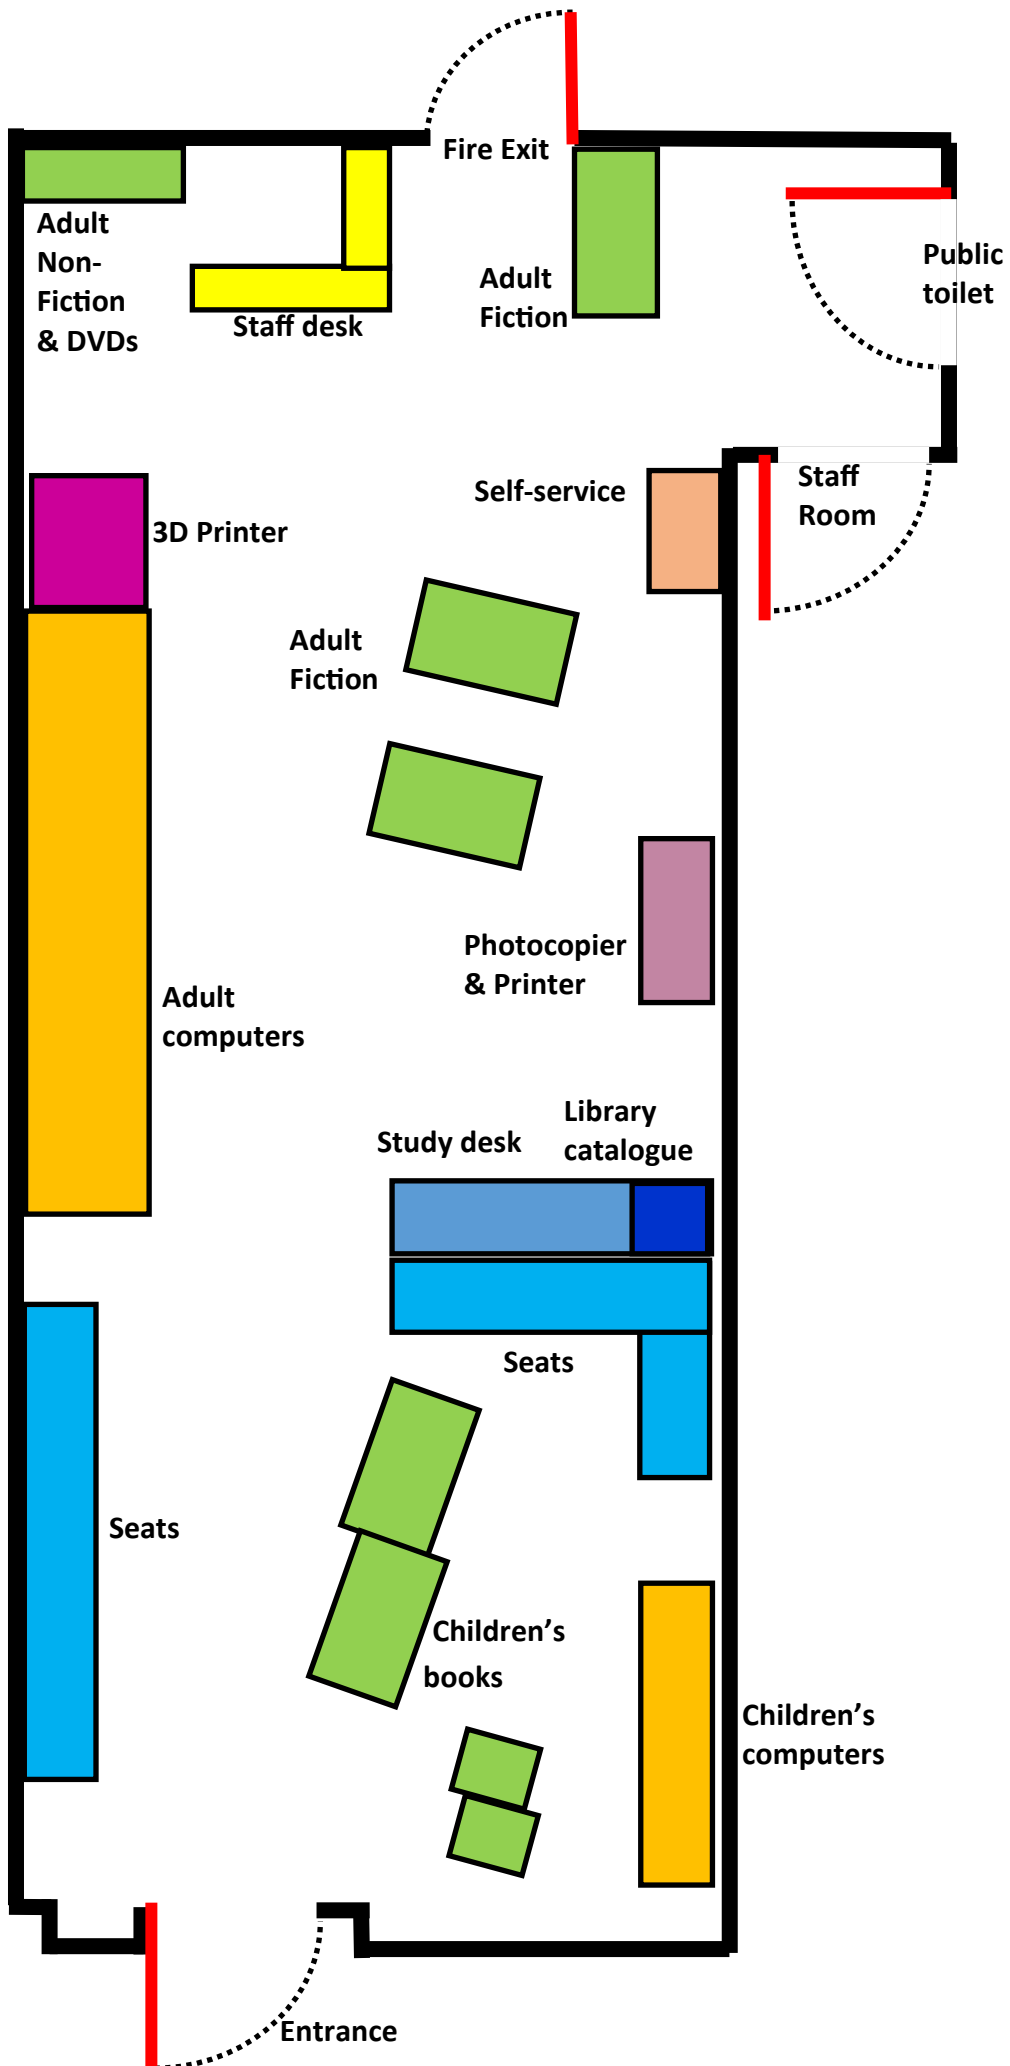 Fire Exit
Adult
Non-
Fiction
& DVDs
Staff desk
Adult
Fiction
Public
toilet
Self-service
Staff
Room
3D Printer
Adult
Fiction
Photocopier
& Printer
Adult
computers
Library
catalogue
Study desk
Seats
Seats
Children’s
books
Children’s
computers
Entrance